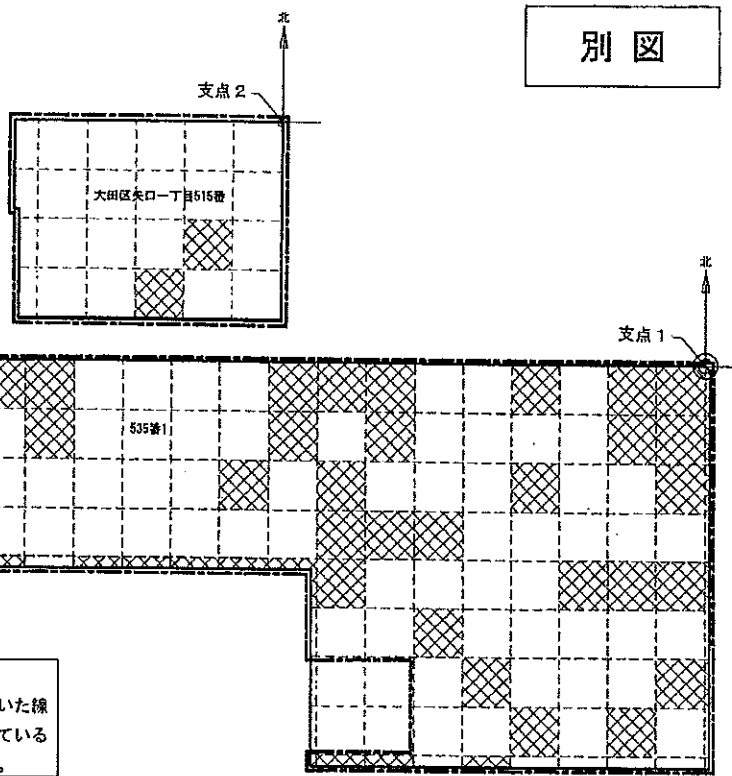 別図
北
支点2
大田区矢口一丁目515番
北
支点1
535番1
いた線
ている
。